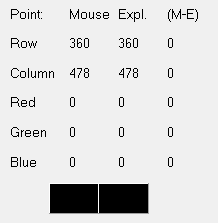 Point: Mouse Expl. (M-E)
Row 360 360 0
Column 478 478 0
Red 0 0 0
Green 0 0 0
Blue 0 0 0